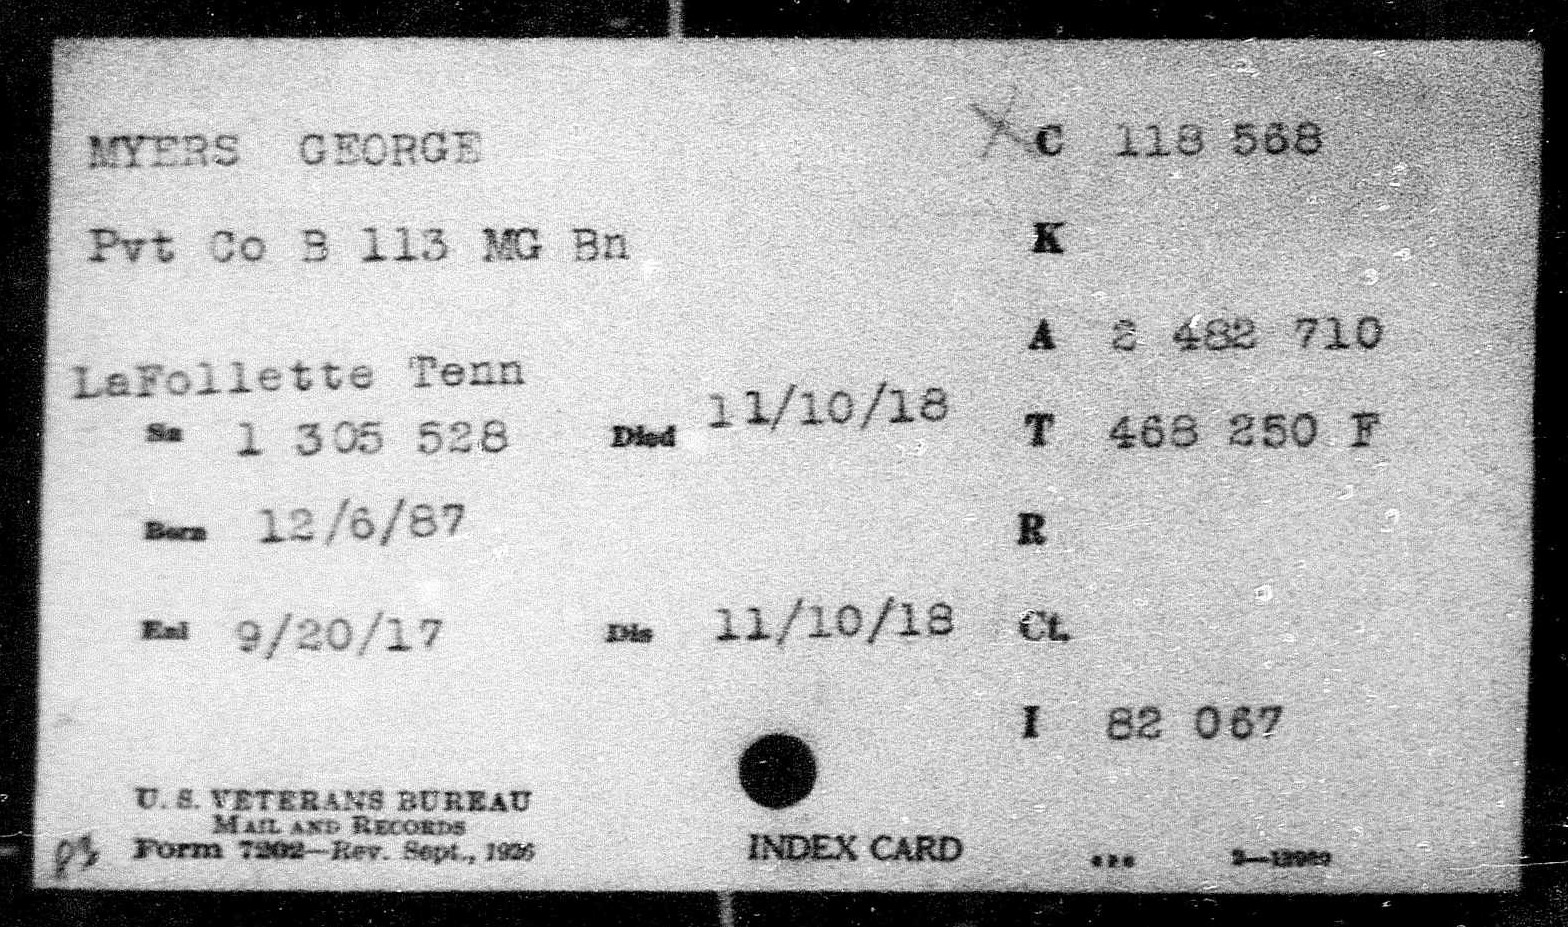 MYERS GEORGE
C 118 568
Pvt Co B 113 MG Bn
K
A 2 482 710
LaFollette Tenn
Sn 1 305 528 Died 11/10/18
T 468 250 F
Born 12/6/87
R
Enl 9/20/17 Dis 11/10/18
Ct.
I 82 067
U. S. VETERANS BUREAU
MAIL AND RECORDS
Form 7202—Rev. Sept., 1926
INDEX CARD